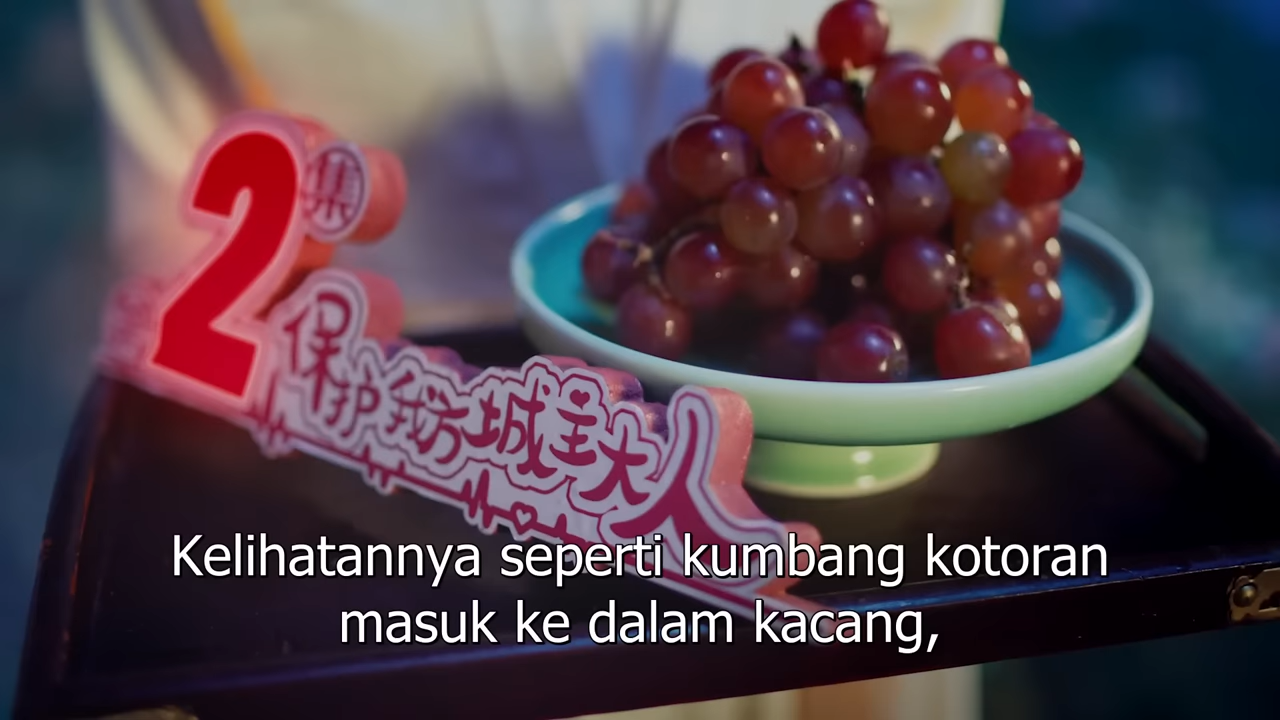 2集
保护我方城主大人
Kelihatannya seperti kumbang kotoran
masuk ke dalam kacang,